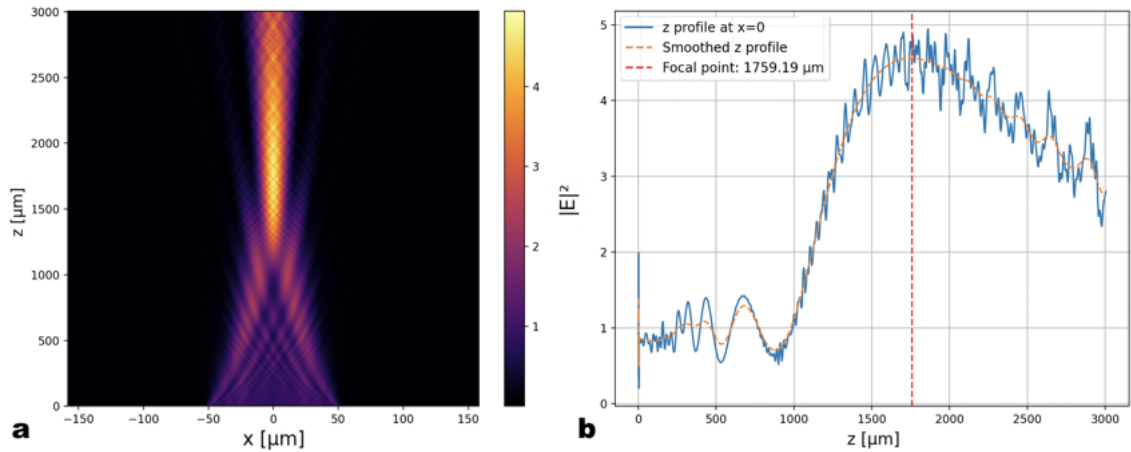 3000
2500
2000
1500
1000
500
0
z [μm]
−150 −100 −50 0 50 100 150
x [μm]
4
3
2
1
a
z profile at x=0
Smoothed z profile
Focal point: 1759.19 μm
5
4
3
2
1
0
|E|²
0 500 1000 1500 2000 2500 3000
z [μm]
b